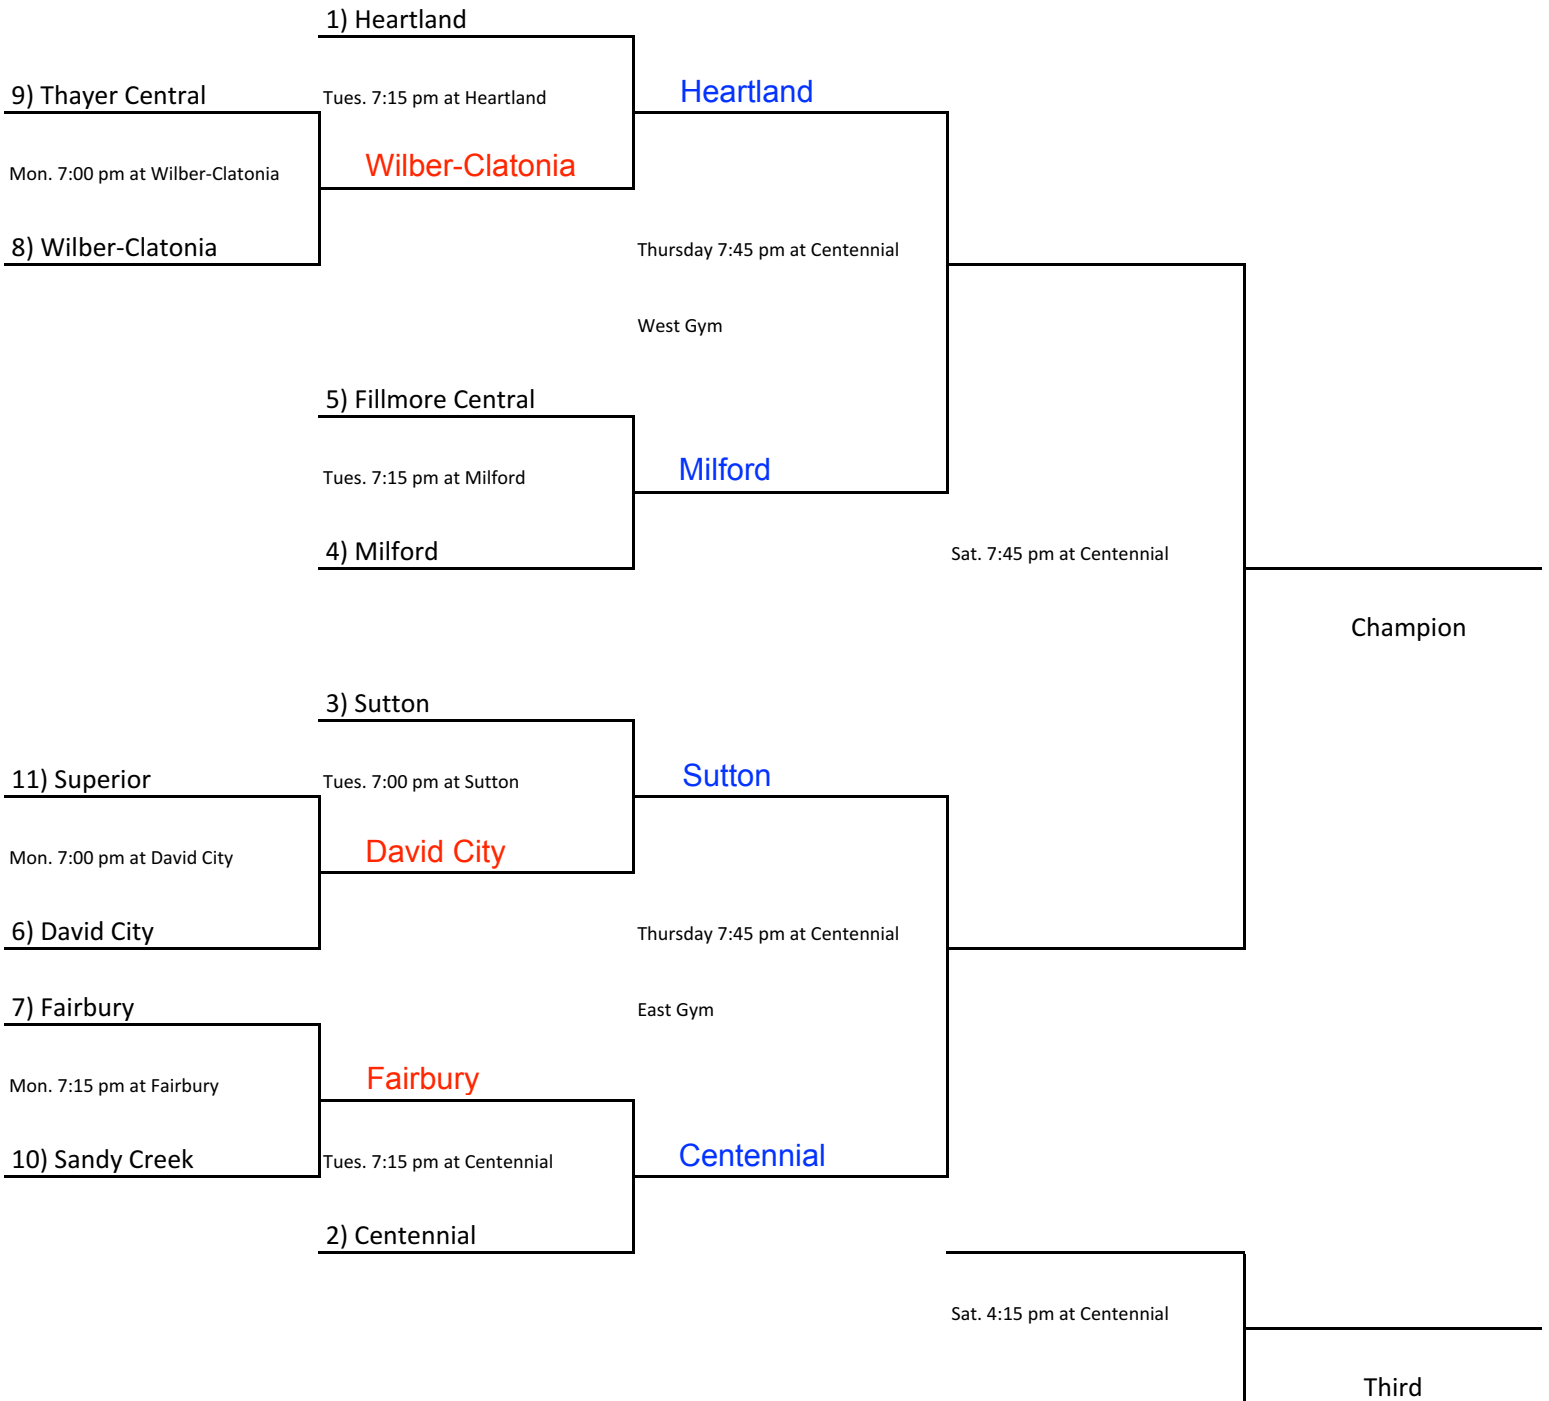 1) Heartland
9) Thayer Central
Tues. 7:15 pm at Heartland
Heartland
Mon. 7:00 pm at Wilber-Clatonia
Wilber-Clatonia
8) Wilber-Clatonia
Thursday 7:45 pm at Centennial
West Gym
5) Fillmore Central
Tues. 7:15 pm at Milford
Milford
4) Milford
Sat. 7:45 pm at Centennial
Champion
3) Sutton
11) Superior
Tues. 7:00 pm at Sutton
Sutton
Mon. 7:00 pm at David City
David City
6) David City
Thursday 7:45 pm at Centennial
7) Fairbury
East Gym
Mon. 7:15 pm at Fairbury
Fairbury
10) Sandy Creek
Tues. 7:15 pm at Centennial
Centennial
2) Centennial
Sat. 4:15 pm at Centennial
Third